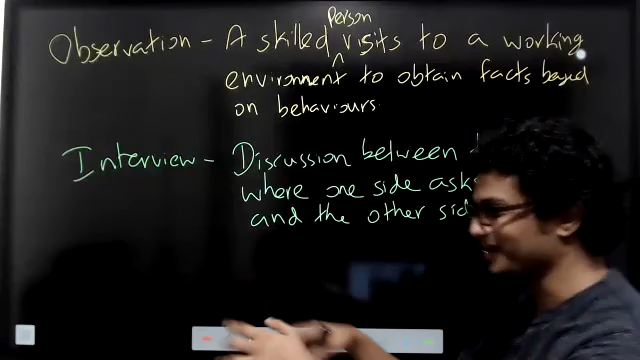 Observation - A skilled person visits to a working
environment to obtain facts based
on behaviours.
Interview - Discussion between
where one side asks
and the other sid